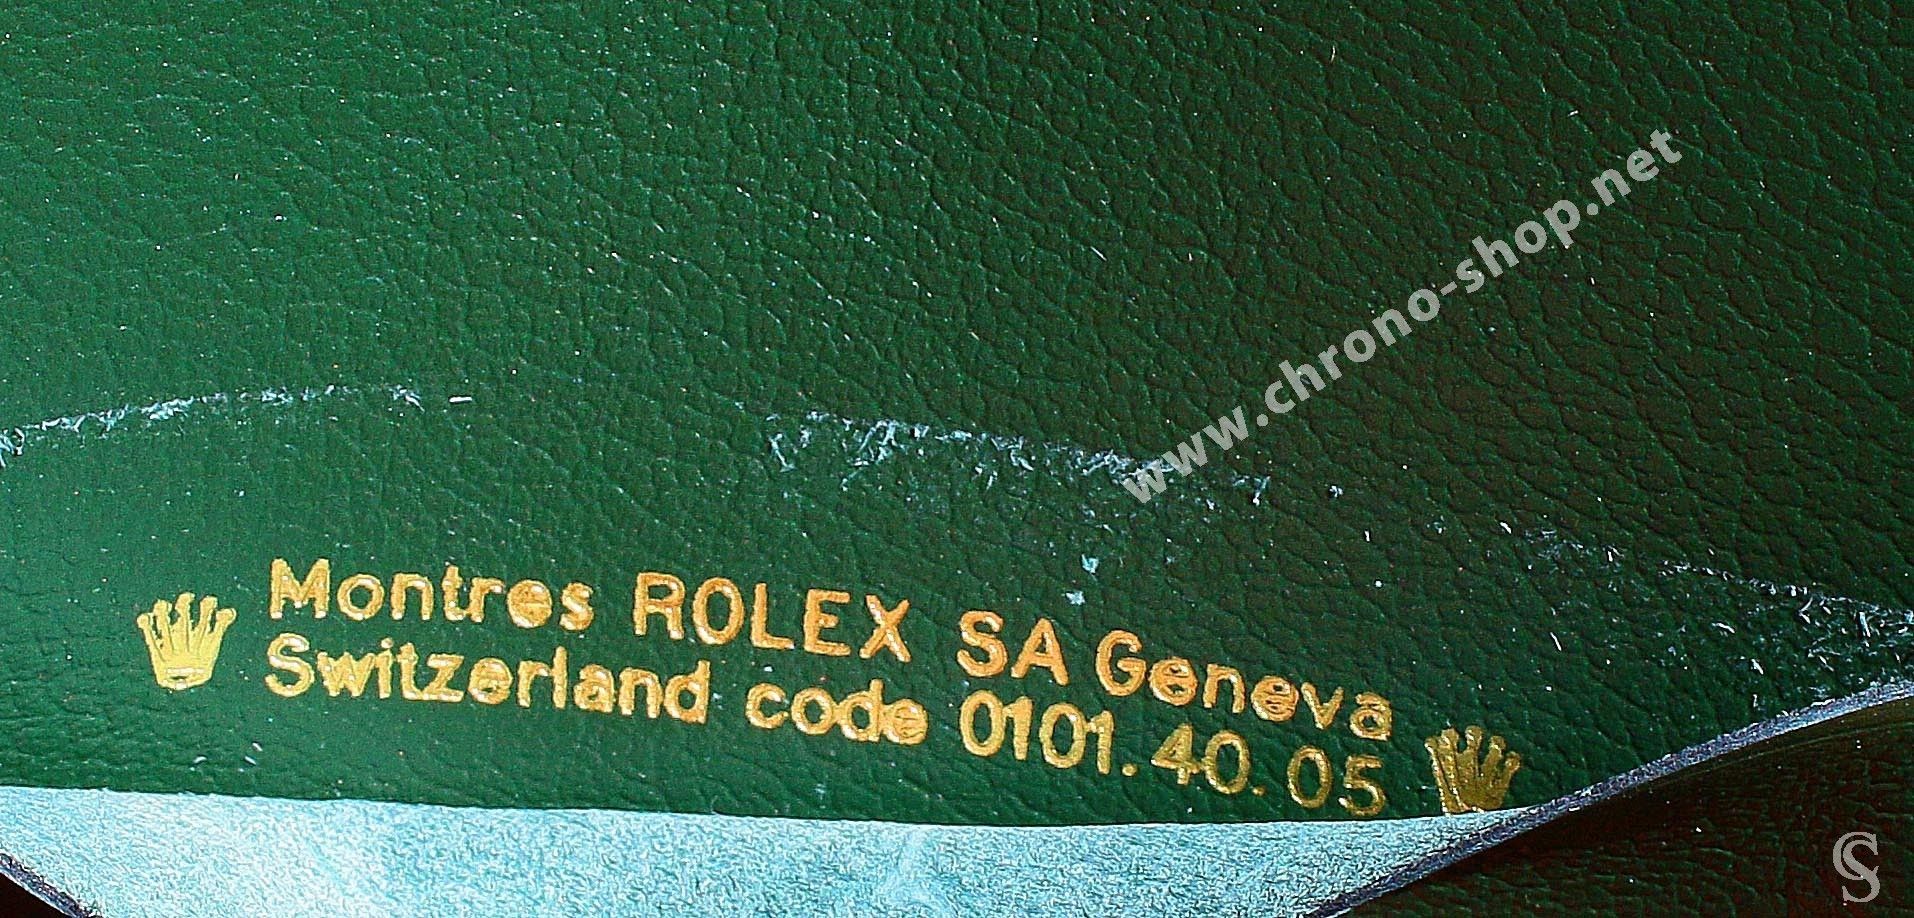 www.chrono-shop.net
Montres ROLEX SA Geneva
Switzerland code 0101.40.05